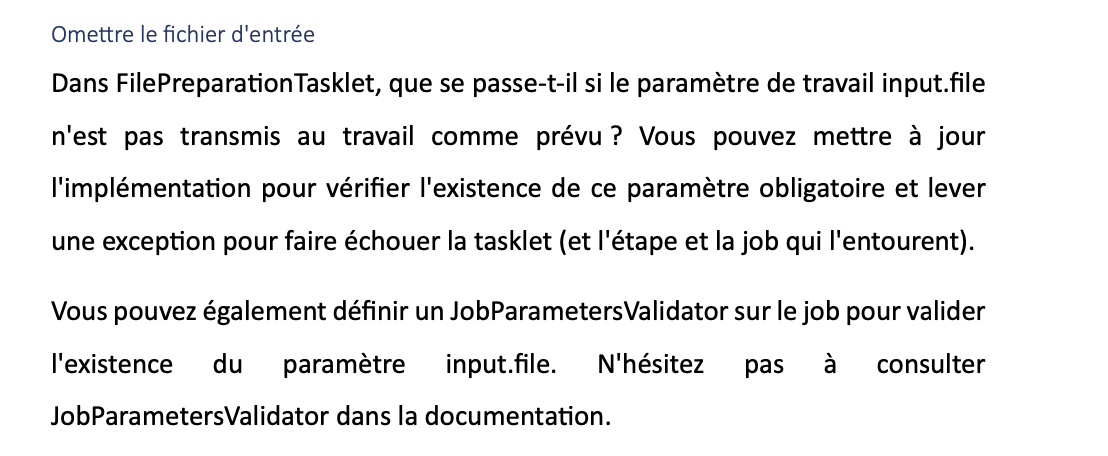 Omettre le fichier d'entrée
Dans FilePreparationTasklet, que se passe-t-il si le paramètre de travail input.file
n'est pas transmis au travail comme prévu ? Vous pouvez mettre à jour
l'implémentation pour vérifier l'existence de ce paramètre obligatoire et lever
une exception pour faire échouer la tasklet (et l'étape et la job qui l'entourent).
Vous pouvez également définir un JobParametersValidator sur le job pour valider
l'existence du paramètre input.file. N'hésitez pas à consulter
JobParametersValidator dans la documentation.